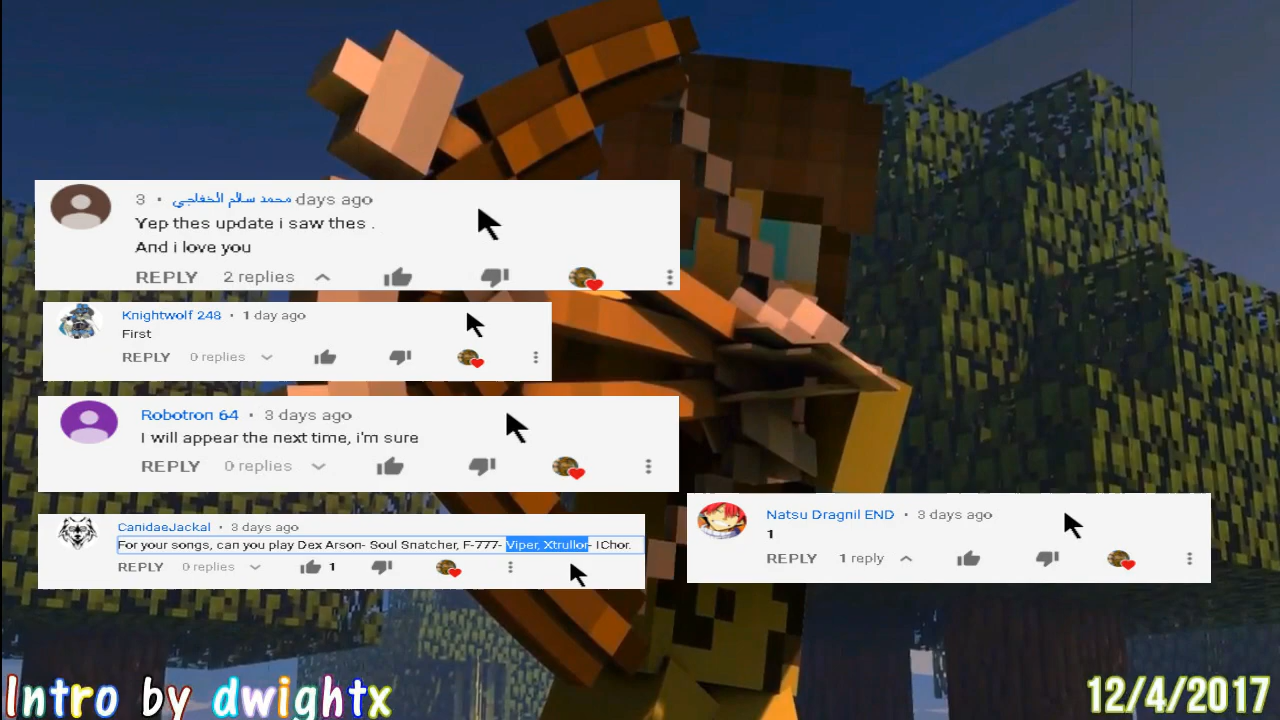 3 · محمد سلام الخفاجي days ago
Yep thes update i saw thes .
And i love you
REPLY 2 replies
Knightwolf 248 · 1 day ago
First
REPLY 0 replies
Robotron 64 · 3 days ago
I will appear the next time, i'm sure
REPLY 0 replies
CanidaeJackal · 3 days ago
For your songs, can you play Dex Arson- Soul Snatcher, F-777- Viper, Xtrullor- IChor.
REPLY 0 replies 1
Natsu Dragnil END · 3 days ago
1
REPLY 1 reply
Intro by dwightx
12/4/2017